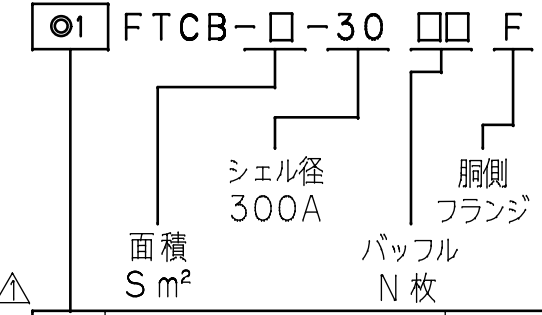 ◎1 FTCB-□-30 □□ F
シェル径
300A
胴側
フランジ
面積
S m²
バッフル
N 枚
1